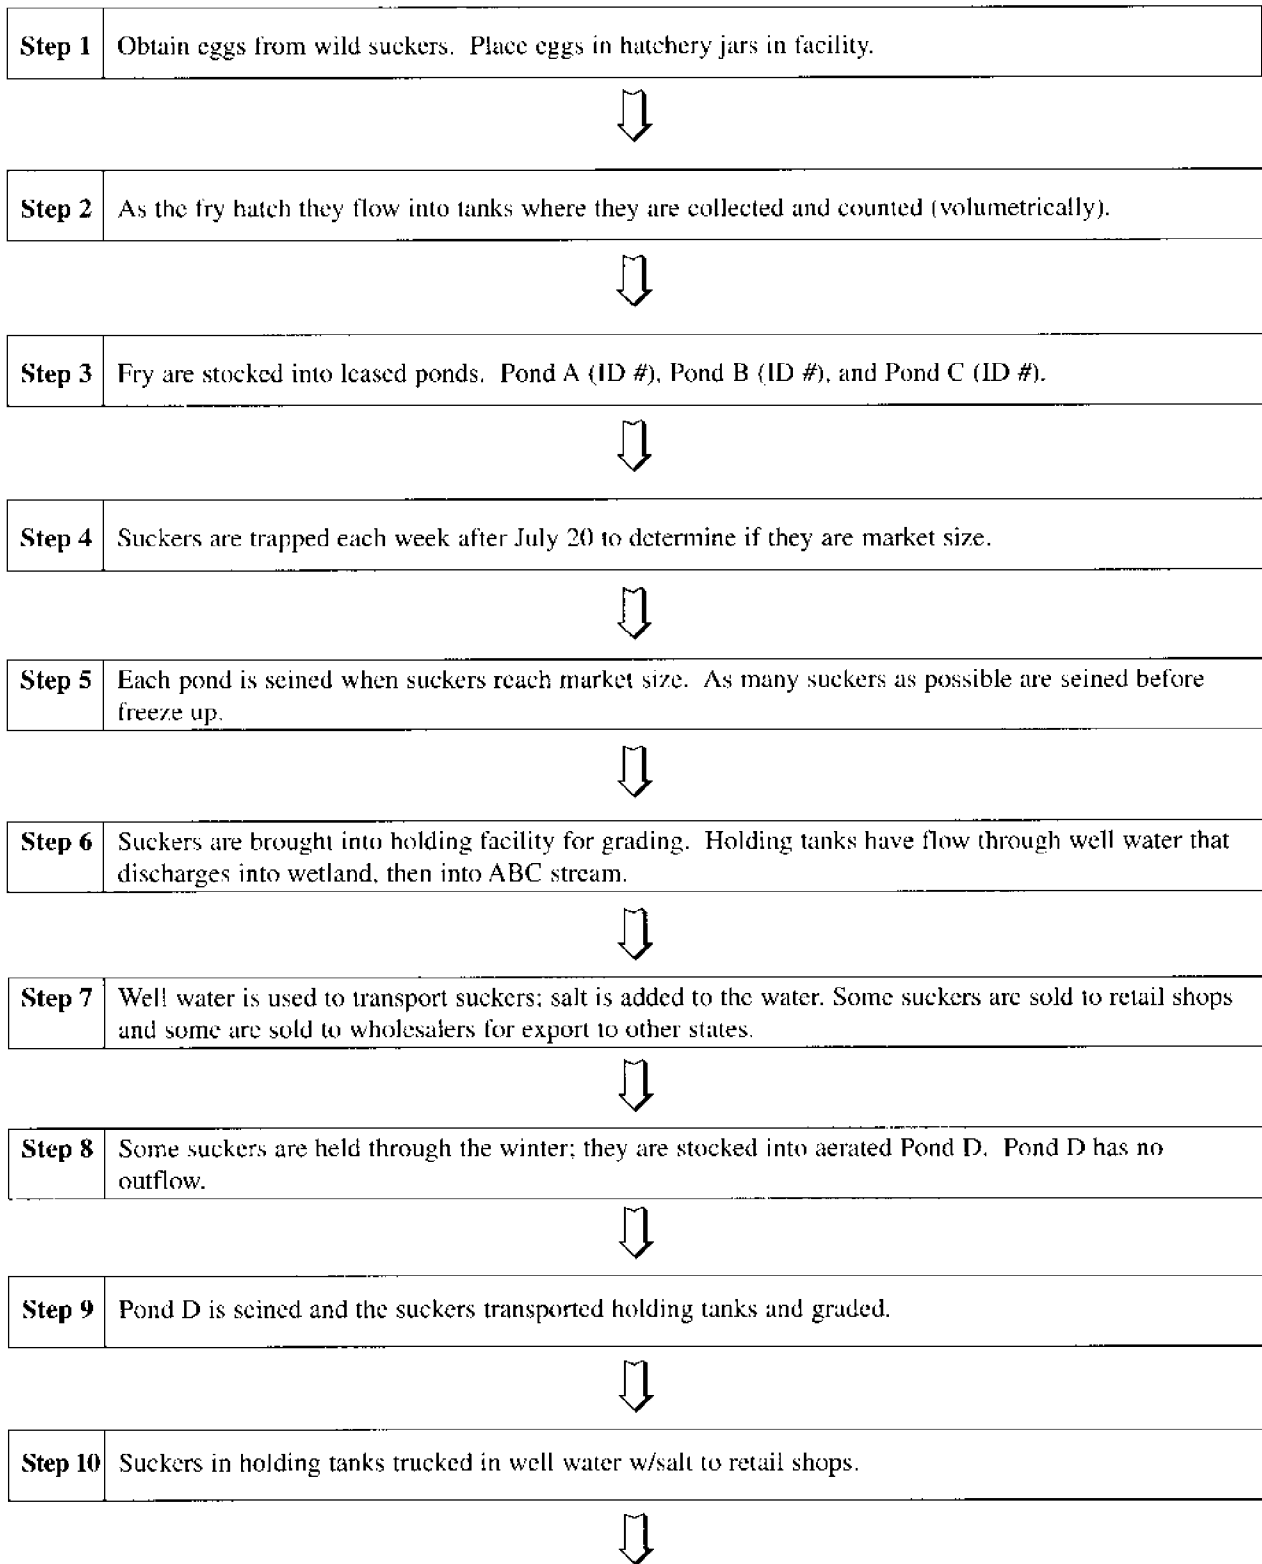 Step 1 Obtain eggs from wild suckers. Place eggs in hatchery jars in facility.
Step 2 As the fry hatch they flow into tanks where they are collected and counted (volumetrically).
Step 3 Fry are stocked into leased ponds. Pond A (ID #), Pond B (ID #), and Pond C (ID #).
Step 4 Suckers are trapped each week after July 20 to determine if they are market size.
Step 5 Each pond is seined when suckers reach market size. As many suckers as possible are seined before
freeze up.
Step 6 Suckers are brought into holding facility for grading. Holding tanks have flow through well water that
discharges into wetland, then into ABC stream.
Step 7 Well water is used to transport suckers; salt is added to the water. Some suckers are sold to retail shops
and some are sold to wholesalers for export to other states.
Step 8 Some suckers are held through the winter; they are stocked into aerated Pond D. Pond D has no
outflow.
Step 9 Pond D is seined and the suckers transported holding tanks and graded.
Step 10 Suckers in holding tanks trucked in well water w/salt to retail shops.